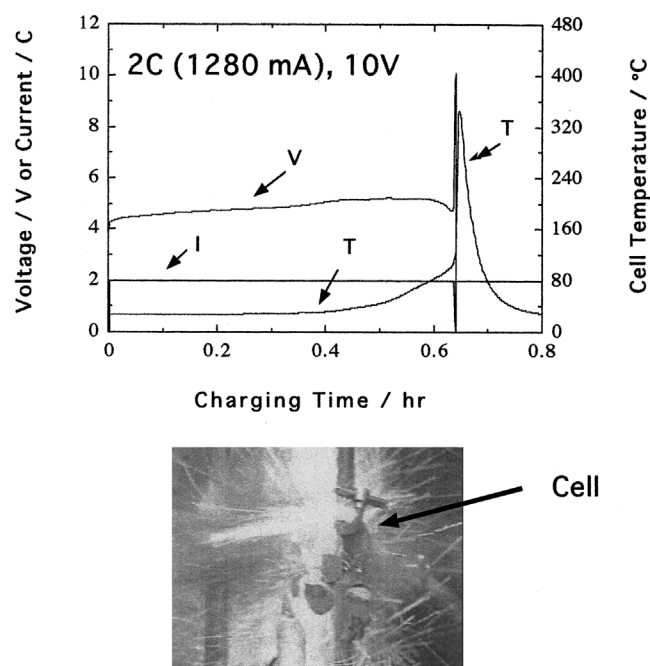 2C (1280 mA), 10V
Voltage / V or Current / C
12
10
8
6
4
2
0
V
I
T
T
480
400
320
240
160
80
0
Cell Temperature / °C
0
0.2
0.4
0.6
0.8
Charging Time / hr
Cell